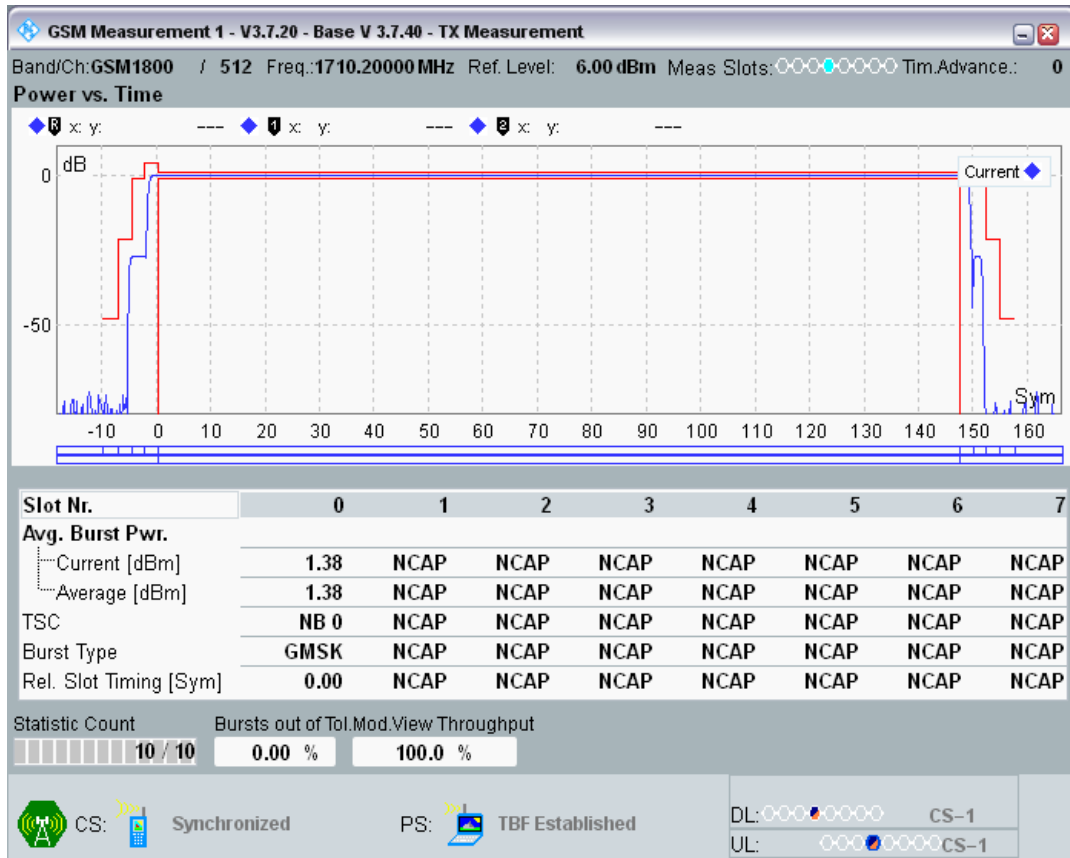 GSM Measurement 1 - V3.7.20 - Base V 3.7.40 - TX Measurement
Band/Ch:GSM1800 / 512 Freq.:1710.20000 MHz Ref. Level: 6.00 dBm Meas Slots: Tim.Advance.: 0
Power vs. Time
R x: y: --- 1 x: y: --- 2 x: y: ---
dB
Current
0
-50
Sym
-10 0 10 20 30 40 50 60 70 80 90 100 110 120 130 140 150 160
Slot Nr. 0 1 2 3 4 5 6 7
Avg. Burst Pwr.
Current [dBm] 1.38 NCAP NCAP NCAP NCAP NCAP NCAP NCAP
Average [dBm] 1.38 NCAP NCAP NCAP NCAP NCAP NCAP NCAP
TSC NB 0 NCAP NCAP NCAP NCAP NCAP NCAP NCAP
Burst Type GMSK NCAP NCAP NCAP NCAP NCAP NCAP NCAP
Rel. Slot Timing [Sym] 0.00 NCAP NCAP NCAP NCAP NCAP NCAP NCAP
Statistic Count Bursts out of Tol.Mod.View Throughput
10 / 10 0.00 % 100.0 %
CS: Synchronized PS: TBF Established
DL: CS-1
UL: CS-1